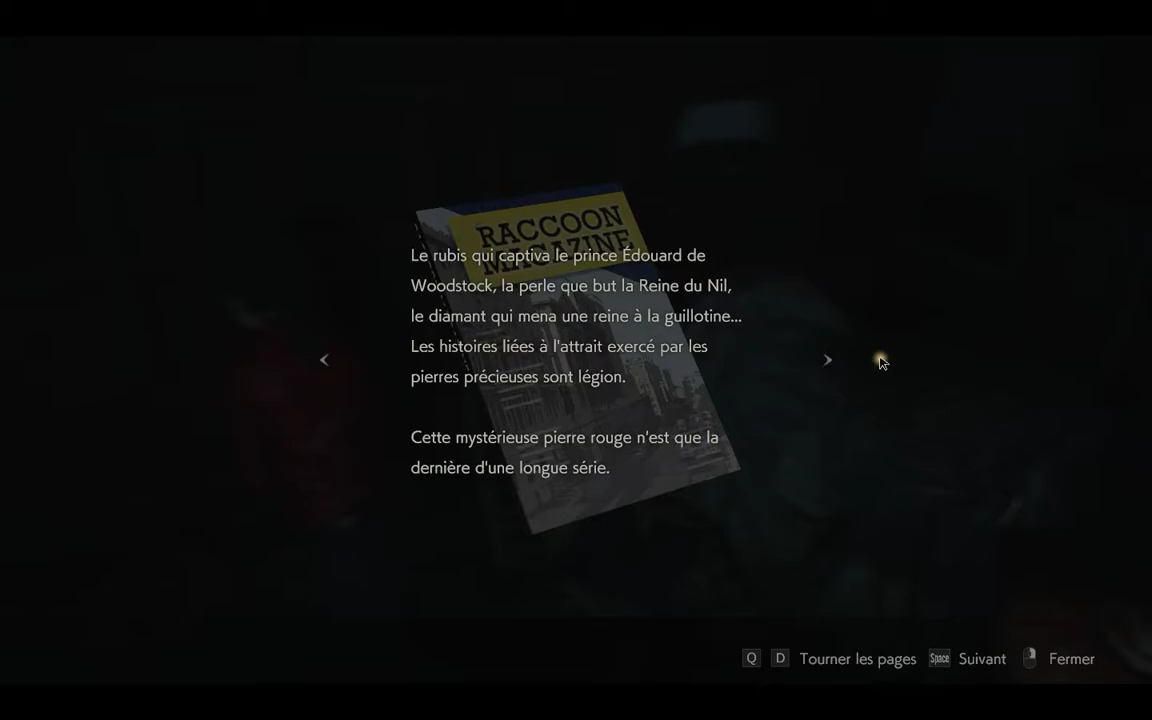 RACCOON
MAGAZINE
Le rubis qui captiva le prince Édouard de
Woodstock, la perle que but la Reine du Nil,
le diamant qui mena une reine à la guillotine...
Les histoires liées à l'attrait exercé par les
pierres précieuses sont légion.
Cette mystérieuse pierre rouge n'est que la
dernière d'une longue série.
Q D Tourner les pages Space Suivant Fermer